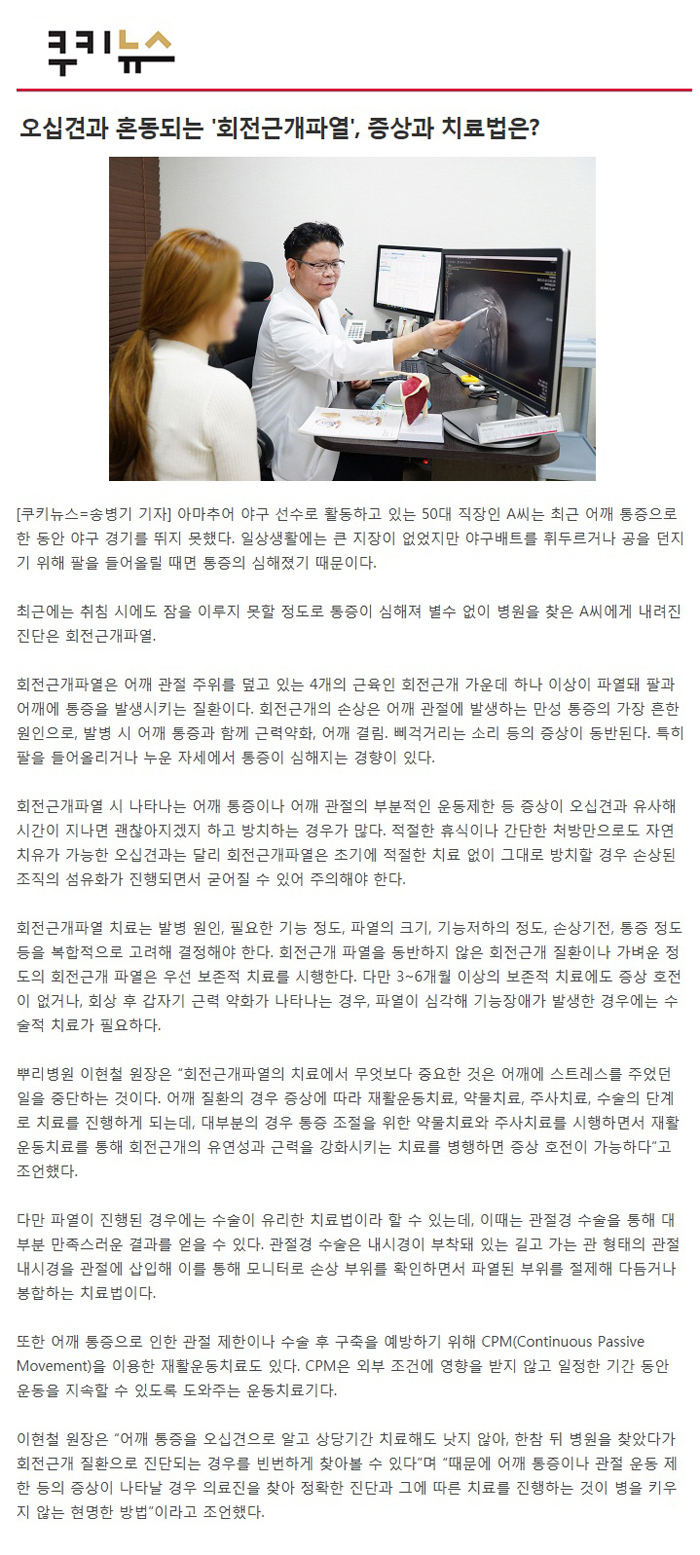 쿠키뉴스
오십견과 혼동되는 '회전근개파열', 증상과 치료법은?
[쿠키뉴스=송병기 기자] 아마추어 야구 선수로 활동하고 있는 50대 직장인 A씨는 최근 어깨 통증으로
한 동안 야구 경기를 뛰지 못했다. 일상생활에는 큰 지장이 없었지만 야구배트를 휘두르거나 공을 던지
기 위해 팔을 들어올릴 때면 통증의 심해졌기 때문이다.
최근에는 취침 시에도 잠을 이루지 못할 정도로 통증이 심해져 별수 없이 병원을 찾은 A씨에게 내려진
진단은 회전근개파열.
회전근개파열은 어깨 관절 주위를 덮고 있는 4개의 근육인 회전근개 가운데 하나 이상이 파열돼 팔과
어깨에 통증을 발생시키는 질환이다. 회전근개의 손상은 어깨 관절에 발생하는 만성 통증의 가장 흔한
원인으로, 발병 시 어깨 통증과 함께 근력약화, 어깨 결림. 삐걱거리는 소리 등의 증상이 동반된다. 특히
팔을 들어올리거나 누운 자세에서 통증이 심해지는 경향이 있다.
회전근개파열 시 나타나는 어깨 통증이나 어깨 관절의 부분적인 운동제한 등 증상이 오십견과 유사해
시간이 지나면 괜찮아지겠지 하고 방치하는 경우가 많다. 적절한 휴식이나 간단한 처방만으로도 자연
치유가 가능한 오십견과는 달리 회전근개파열은 초기에 적절한 치료 없이 그대로 방치할 경우 손상된
조직의 섬유화가 진행되면서 굳어질 수 있어 주의해야 한다.
회전근개파열 치료는 발병 원인, 필요한 기능 정도, 파열의 크기, 기능저하의 정도, 손상기전, 통증 정도
등을 복합적으로 고려해 결정해야 한다. 회전근개 파열을 동반하지 않은 회전근개 질환이나 가벼운 정
도의 회전근개 파열은 우선 보존적 치료를 시행한다. 다만 3~6개월 이상의 보존적 치료에도 증상 호전
이 없거나, 회상 후 갑자기 근력 약화가 나타나는 경우, 파열이 심각해 기능장애가 발생한 경우에는 수
술적 치료가 필요하다.
뿌리병원 이현철 원장은 “회전근개파열의 치료에서 무엇보다 중요한 것은 어깨에 스트레스를 주었던
일을 중단하는 것이다. 어깨 질환의 경우 증상에 따라 재활운동치료, 약물치료, 주사치료, 수술의 단계
로 치료를 진행하게 되는데, 대부분의 경우 통증 조절을 위한 약물치료와 주사치료를 시행하면서 재활
운동치료를 통해 회전근개의 유연성과 근력을 강화시키는 치료를 병행하면 증상 호전이 가능하다”고
조언했다.
다만 파열이 진행된 경우에는 수술이 유리한 치료법이라 할 수 있는데, 이때는 관절경 수술을 통해 대
부분 만족스러운 결과를 얻을 수 있다. 관절경 수술은 내시경이 부착돼 있는 길고 가는 관 형태의 관절
내시경을 관절에 삽입해 이를 통해 모니터로 손상 부위를 확인하면서 파열된 부위를 절제해 다듬거나
봉합하는 치료법이다.
또한 어깨 통증으로 인한 관절 제한이나 수술 후 구축을 예방하기 위해 CPM(Continuous Passive
Movement)을 이용한 재활운동치료도 있다. CPM은 외부 조건에 영향을 받지 않고 일정한 기간 동안
운동을 지속할 수 있도록 도와주는 운동치료기다.
이현철 원장은 “어깨 통증을 오십견으로 알고 상당기간 치료해도 낫지 않아, 한참 뒤 병원을 찾았다가
회전근개 질환으로 진단되는 경우를 빈번하게 찾아볼 수 있다”며 “때문에 어깨 통증이나 관절 운동 제
한 등의 증상이 나타날 경우 의료진을 찾아 정확한 진단과 그에 따른 치료를 진행하는 것이 병을 키우
지 않는 현명한 방법”이라고 조언했다.